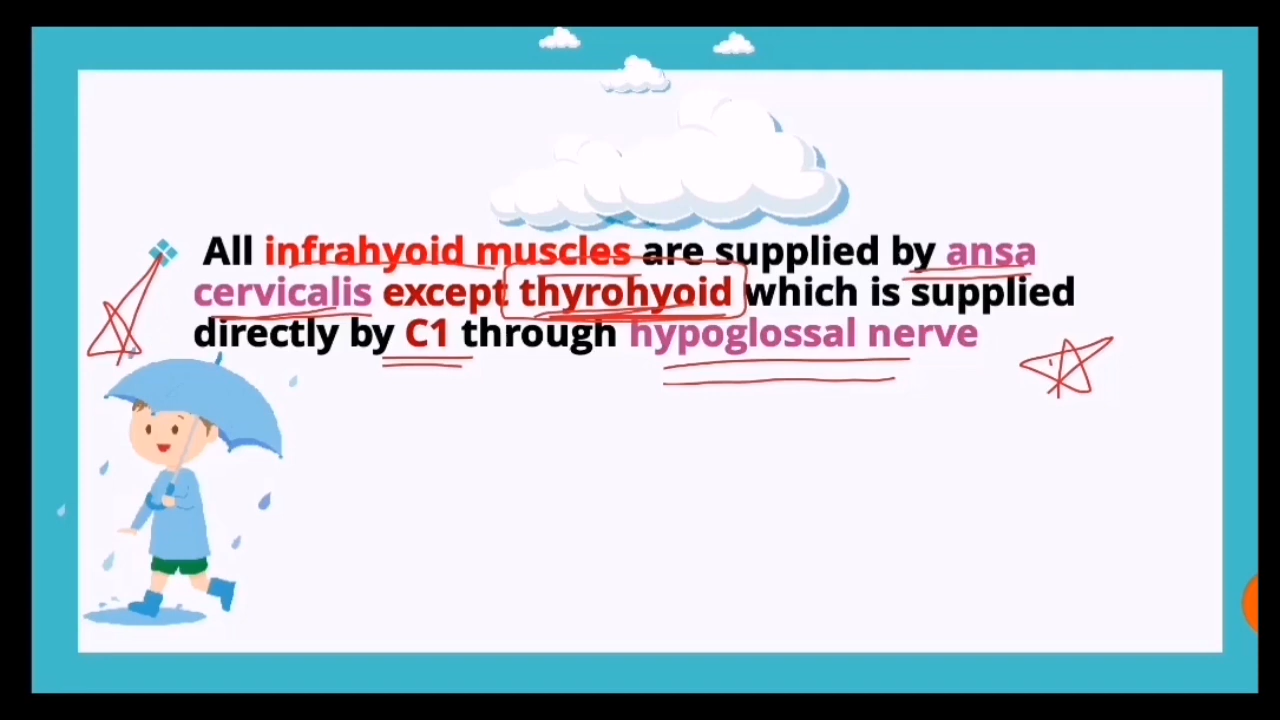 All infrahyoid muscles are supplied by ansa
cervicalis except thyrohyoid which is supplied
directly by C1 through hypoglossal nerve